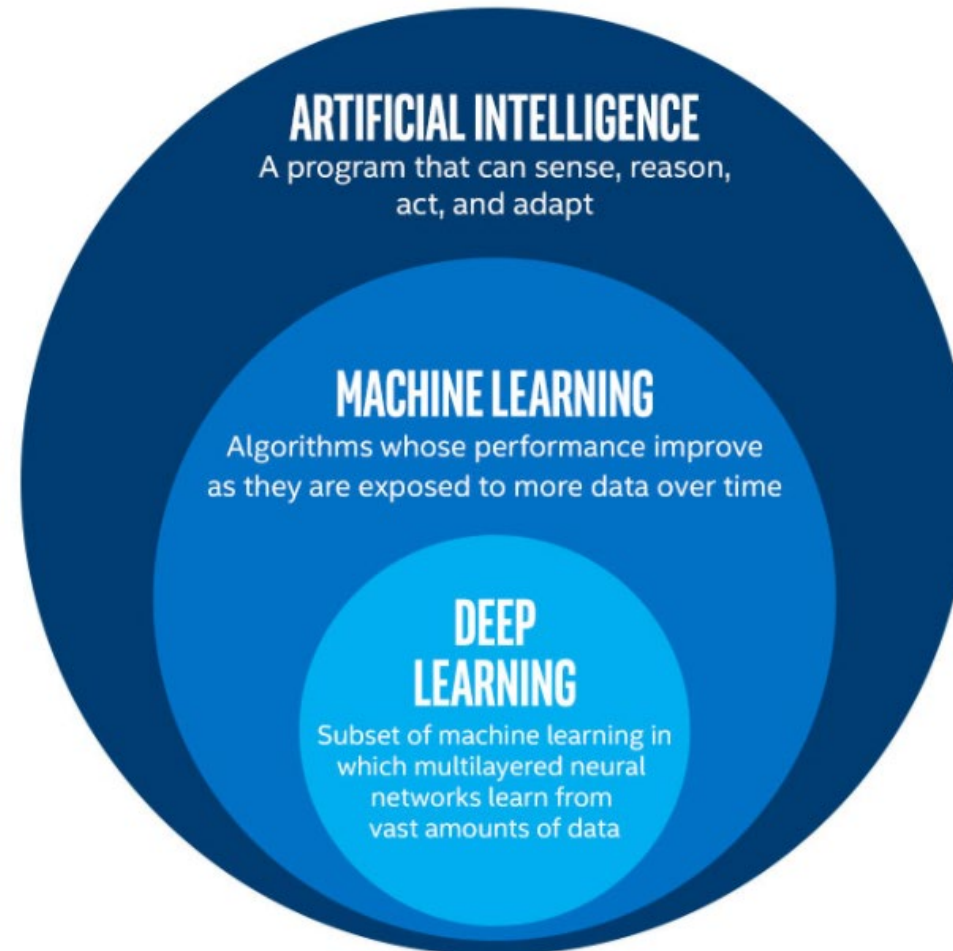 ARTIFICIAL INTELLIGENCE
A program that can sense, reason,
act, and adapt
MACHINE LEARNING
Algorithms whose performance improve
as they are exposed to more data over time
DEEP
LEARNING
Subset of machine learning in
which multilayered neural
networks learn from
vast amounts of data